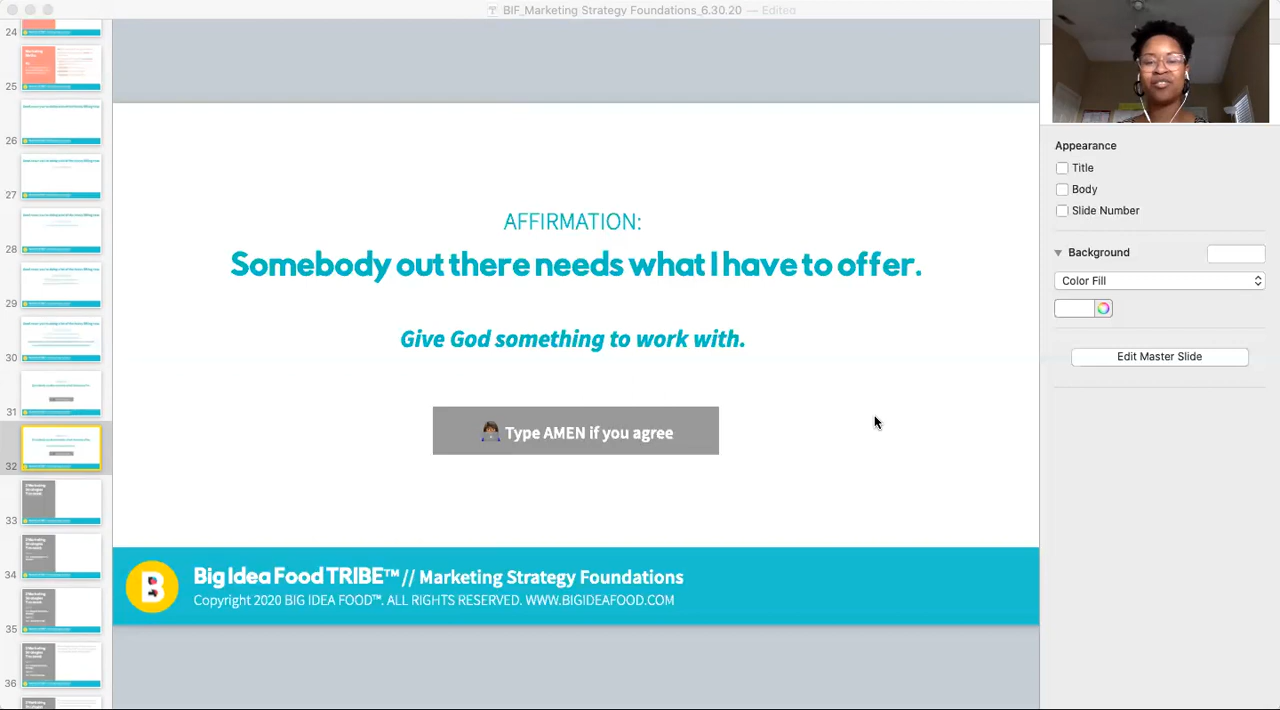 BIF_Marketing Strategy Foundations_6.30.20 — Edited
24
25
26
27
28
29
30
31
32
33
34
35
36
AFFIRMATION:
Somebody out there needs what I have to offer.
Give God something to work with.
Type AMEN if you agree
B
Big Idea Food TRIBE™ // Marketing Strategy Foundations
Copyright 2020 BIG IDEA FOOD™. ALL RIGHTS RESERVED. WWW.BIGIDEAFOOD.COM
Appearance
Title
Body
Slide Number
Background
Color Fill
Edit Master Slide